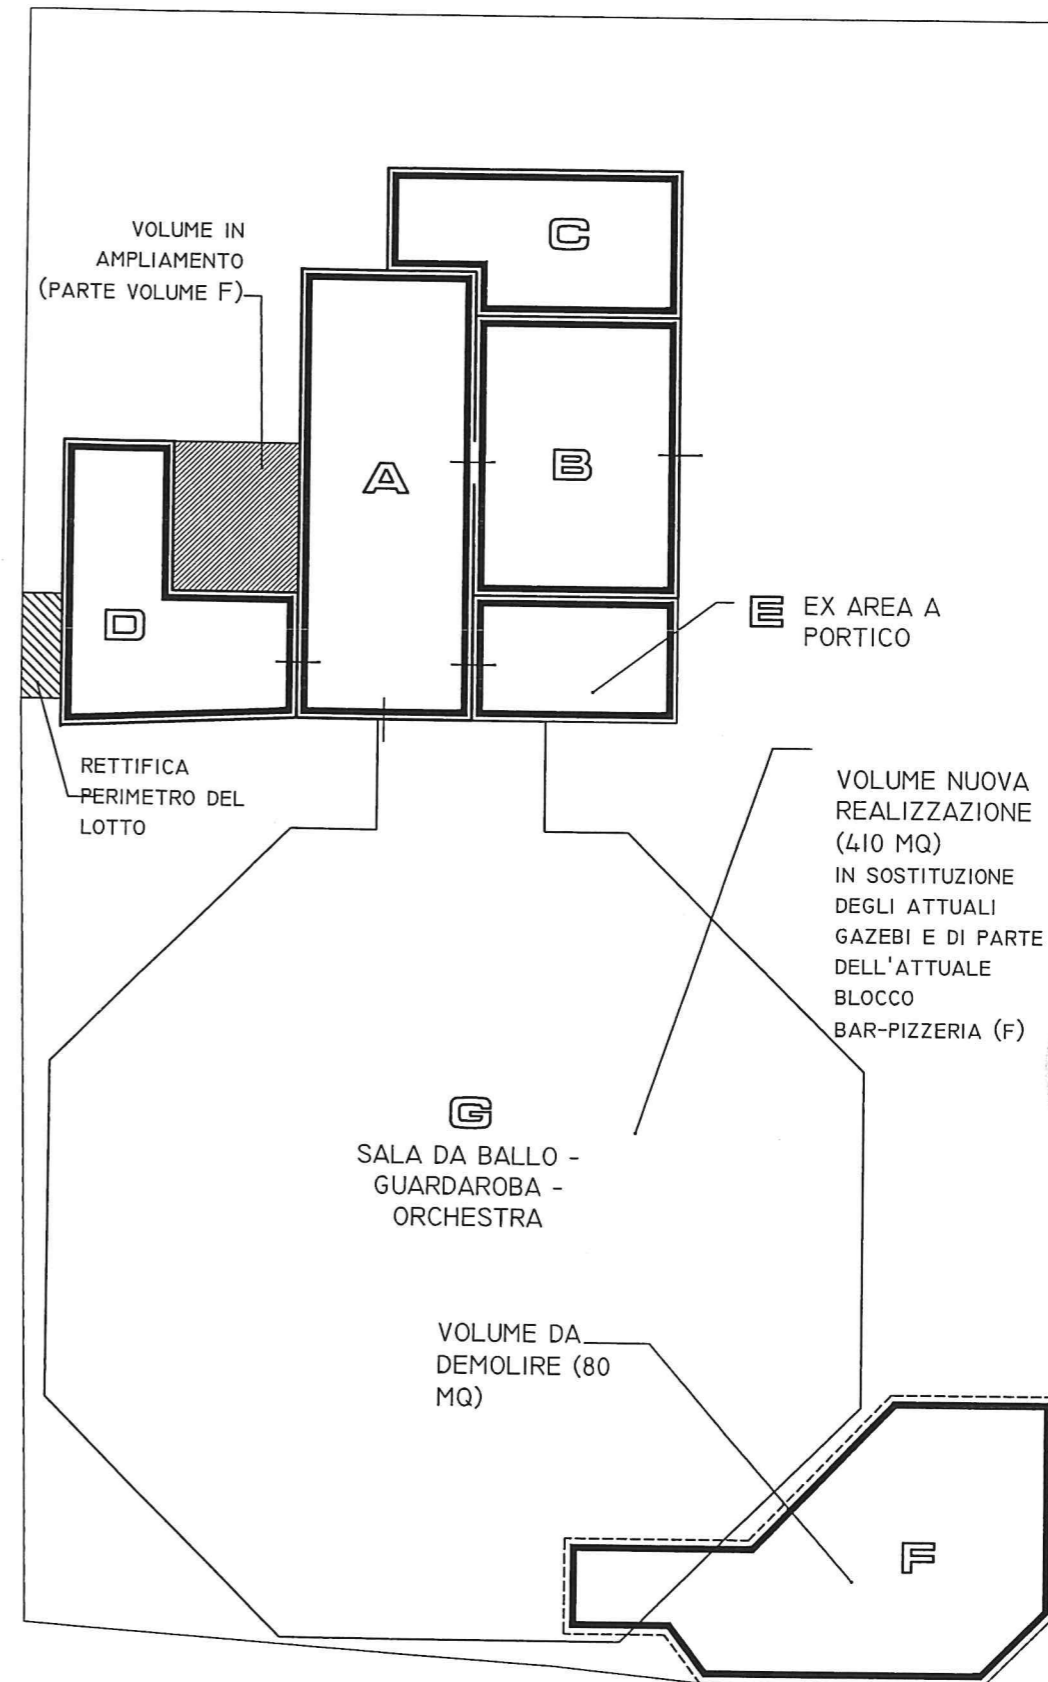 C
VOLUME IN
AMPLIAMENTO
(PARTE VOLUME F)
A
B
D
E
EX AREA A
PORTICO
RETTIFICA
PERIMETRO DEL
LOTTO
VOLUME NUOVA
REALIZZAZIONE
(410 MQ)
IN SOSTITUZIONE
DEGLI ATTUALI
GAZEBI E DI PARTE
DELL'ATTUALE
BLOCCO
BAR-PIZZERIA (F)
G
SALA DA BALLO -
GUARDAROBA -
ORCHESTRA
VOLUME DA
DEMOLIRE (80
MQ)
F